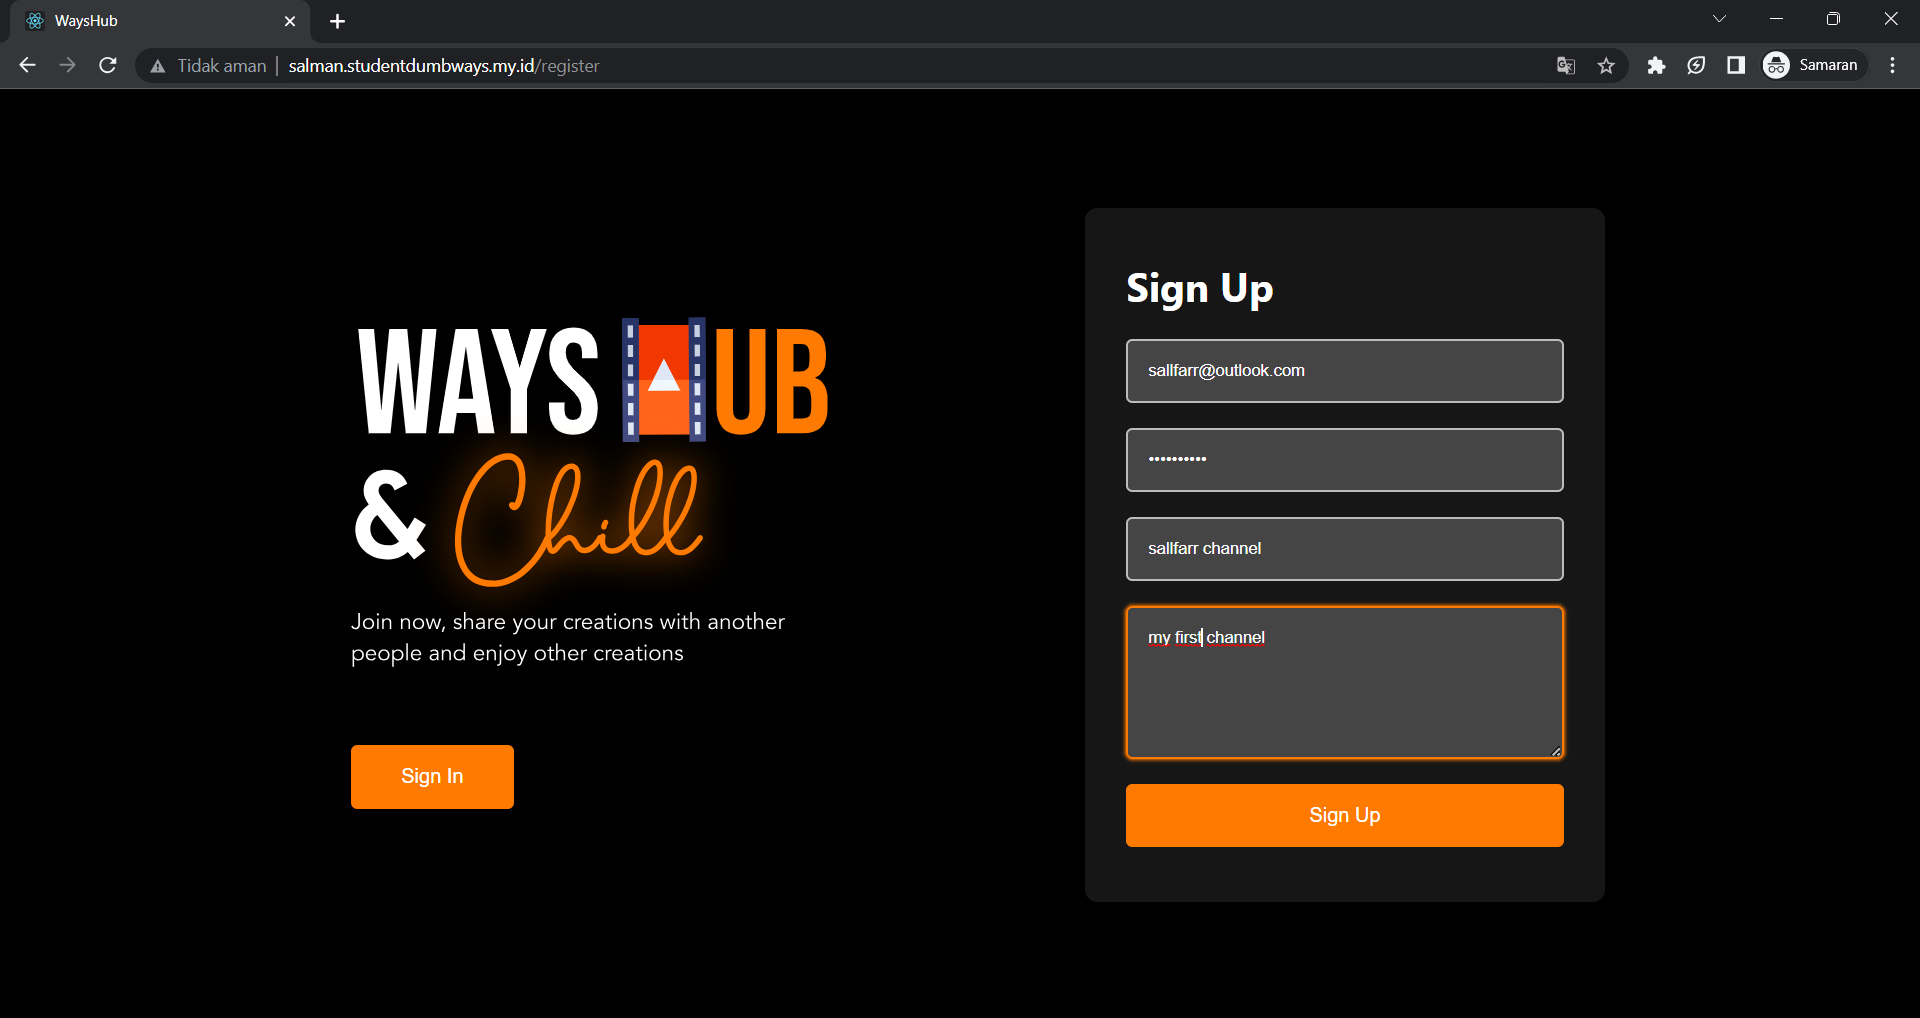 WaysHub
Tidak aman
salman.studentdumbways.my.id/register
Samaran
WAYS HUB
& Chill
Join now, share your creations with another
people and enjoy other creations
Sign In
Sign Up
sallfarr@outlook.com
••••••••••
sallfarr channel
my first channel
Sign Up